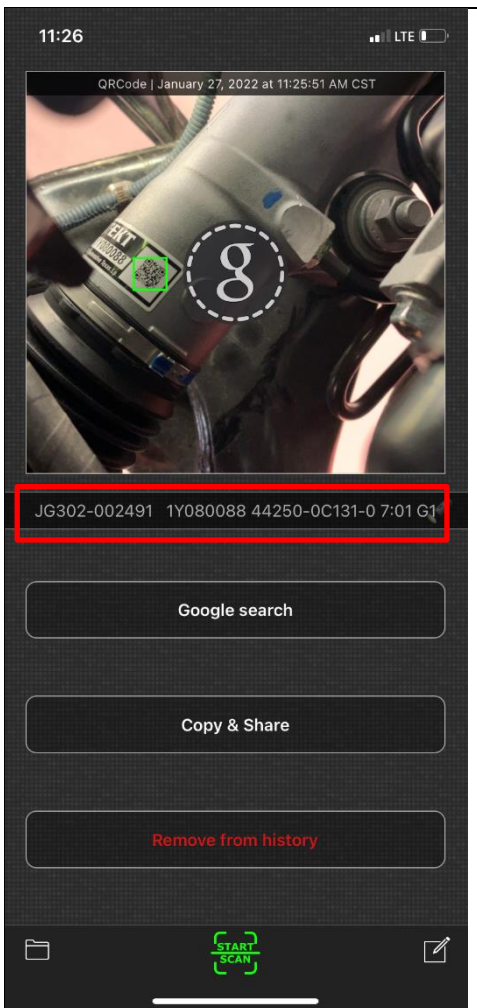 11:26 LTE
QRCode | January 27, 2022 at 11:25:51 AM CST
g
Y080088
JG302-002491 1Y080088 44250-0C131-0 7:01 G1
Google search
Copy & Share
Remove from history
START
SCAN